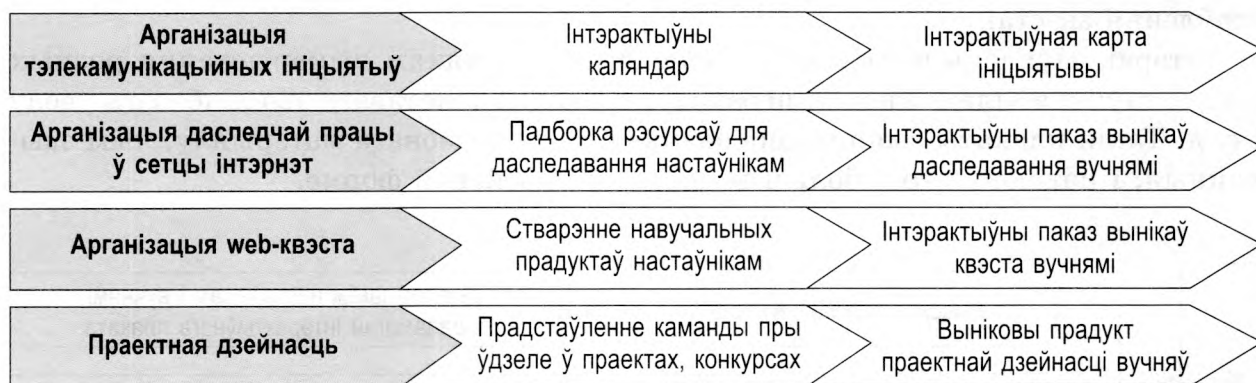 Арганізацыя
тэлекамунікацыйных ініцыятыў
Інтэрактыўны
каляндар
Інтэрактыўная карта
ініцыятывы
Арганізацыя даследчай працы
ў сетцы інтэрнэт
Падборка рэсурсаў для
даследавання настаўнікам
Інтэрактыўны паказ вынікаў
даследавання вучнямі
Арганізацыя web-квэста
Стварэнне навучальных
прадуктаў настаўнікам
Інтэрактыўны паказ вынікаў
квэста вучнямі
Праектная дзейнасць
Прадстаўленне каманды пры
ўдзеле ў праектах, конкурсах
Выніковы прадукт
праектнай дзейнасці вучняў